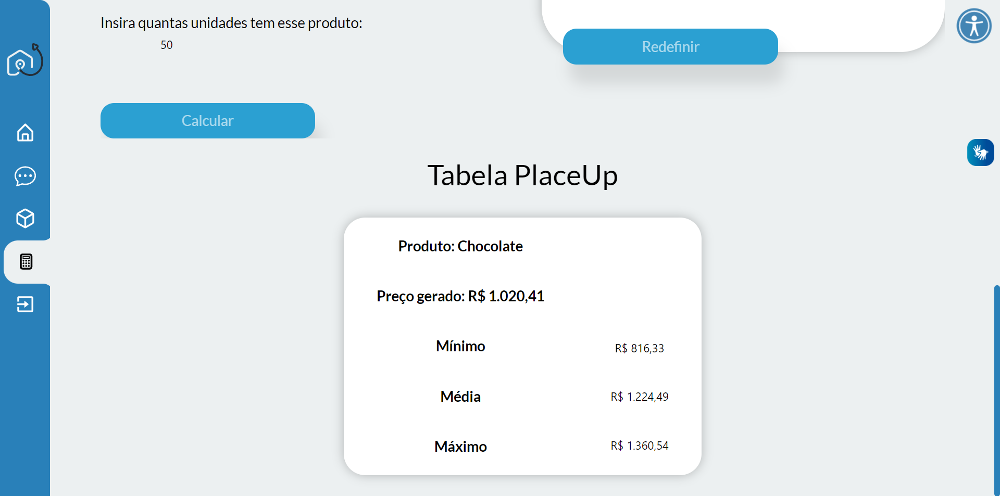 Insira quantas unidades tem esse produto:
50
Redefinir
Calcular
Tabela PlaceUp
Produto: Chocolate
Preço gerado: R$ 1.020,41
Mínimo
R$ 816,33
Média
R$ 1.224,49
Máximo
R$ 1.360,54